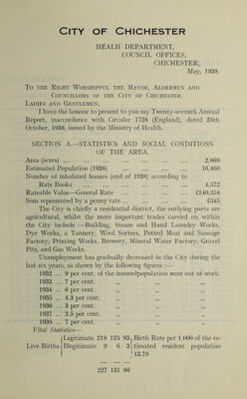 CITY OF CHICHESTER
HEALH DEPARTMENT,
COUNCIL OFFICES,
CHICHESTER,
May, 1939.
TO THE RIGHT WORSHIPFUL THE MAYOR, ALDERMEN AND
COUNCILLORS OF THE CITY OF CHICHESTER.
LADIES AND GENTLEMEN,
I have the honour to present to you my Twenty-seventh Annual
Report, inaccordance with Circular 1728 (England), dated 25th
October, 1938, issued by the Ministry of Health.
SECTION A.—STATISTICS AND SOCIAL CONDITIONS
OF THE AREA.
Area (acres) ... 2,669
Estimated Population (1938) 16,400
Number of inhabited houses (end of 1938) according to
Rate Books ... 4,572
Rateable Value—General Rate ... £140,354
Sum represented by a penny rate ... £545
The City is chiefly a residential district, the outlying parts are
agricultural, whilst the more important trades carried on within
the City include :—Building, Steam and Hand Laundry Works,
Dye Works, a Tannery; Wool Sorters, Potted Meat and Sausage
Factory, Printing Works, Brewery, Mineral Water Factory, Gravel
Pits, and Gas Works.
Unemployment has gradually decreased in the City during the
last six years, as shown by the following figures :—
1932 ... 9 per cent. of the insured population were out of work.
1933 ... 7 per cent. ,, ,, ,,
1934 ... 6 per cent. ,, ,, ,,
1935 ... 4.3 per cent. ,, ,, ,,
1936 ... 3 per cent. ,, ,, ,,
1937 ... 2.5 per cent. ,, ,, ,,
1938 ... 7 per cent. ,, ,, ,,
Vital Statistics—
Legitimate 218 125 93 Birth Rate per 1,000 of the es-
Live Births Illegitimate 9 6 3 timated resident population
13.79
227 131 96